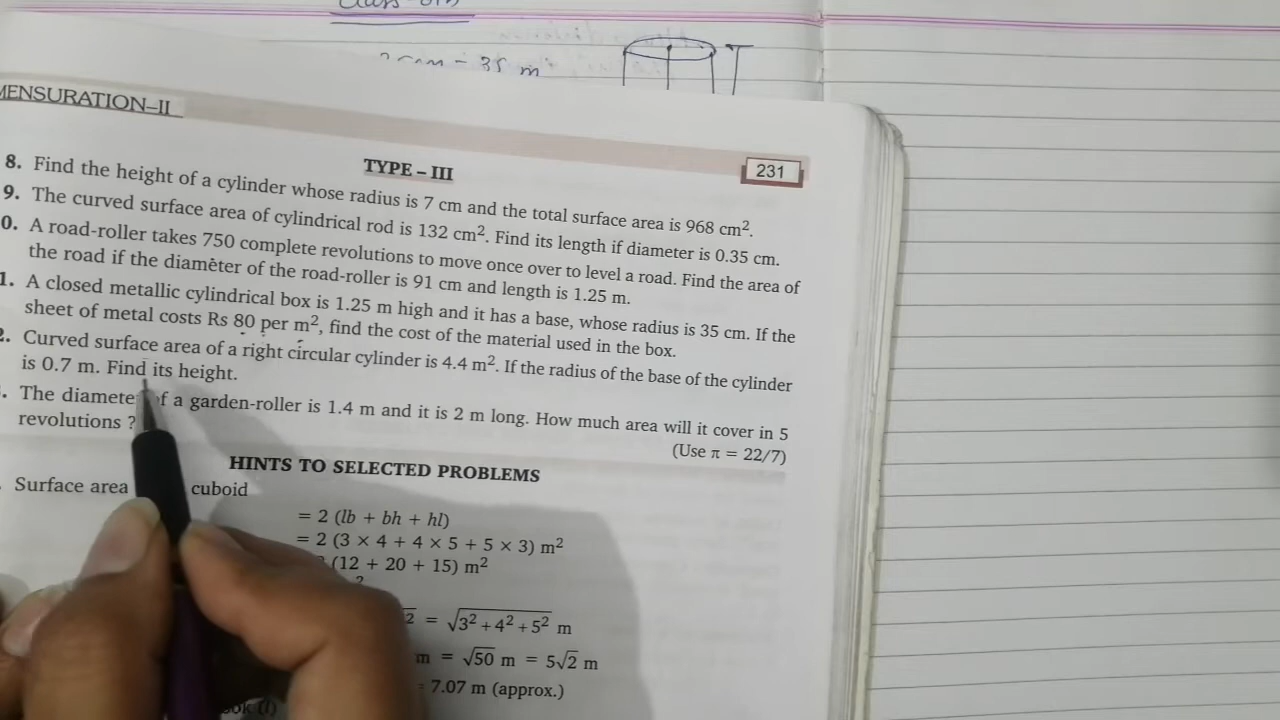 MENSURATION–II
231
TYPE – III
8. Find the height of a cylinder whose radius is 7 cm and the total surface area is 968 cm².
9. The curved surface area of cylindrical rod is 132 cm². Find its length if diameter is 0.35 cm.
0. A road-roller takes 750 complete revolutions to move once over to level a road. Find the area of
the road if the diameter of the road-roller is 91 cm and length is 1.25 m.
1. A closed metallic cylindrical box is 1.25 m high and it has a base, whose radius is 35 cm. If the
sheet of metal costs Rs 80 per m², find the cost of the material used in the box.
2. Curved surface area of a right circular cylinder is 4.4 m². If the radius of the base of the cylinder
is 0.7 m. Find its height.
. The diameter of a garden-roller is 1.4 m and it is 2 m long. How much area will it cover in 5
revolutions ?
(Use π = 22/7)
HINTS TO SELECTED PROBLEMS
. Surface area cuboid
= 2 (lb + bh + hl)
= 2 (3 × 4 + 4 × 5 + 5 × 3) m²
(12 + 20 + 15) m²
= √(3² + 4² + 5²) m
m = √50 m = 5√2 m
= 7.07 m (approx.)